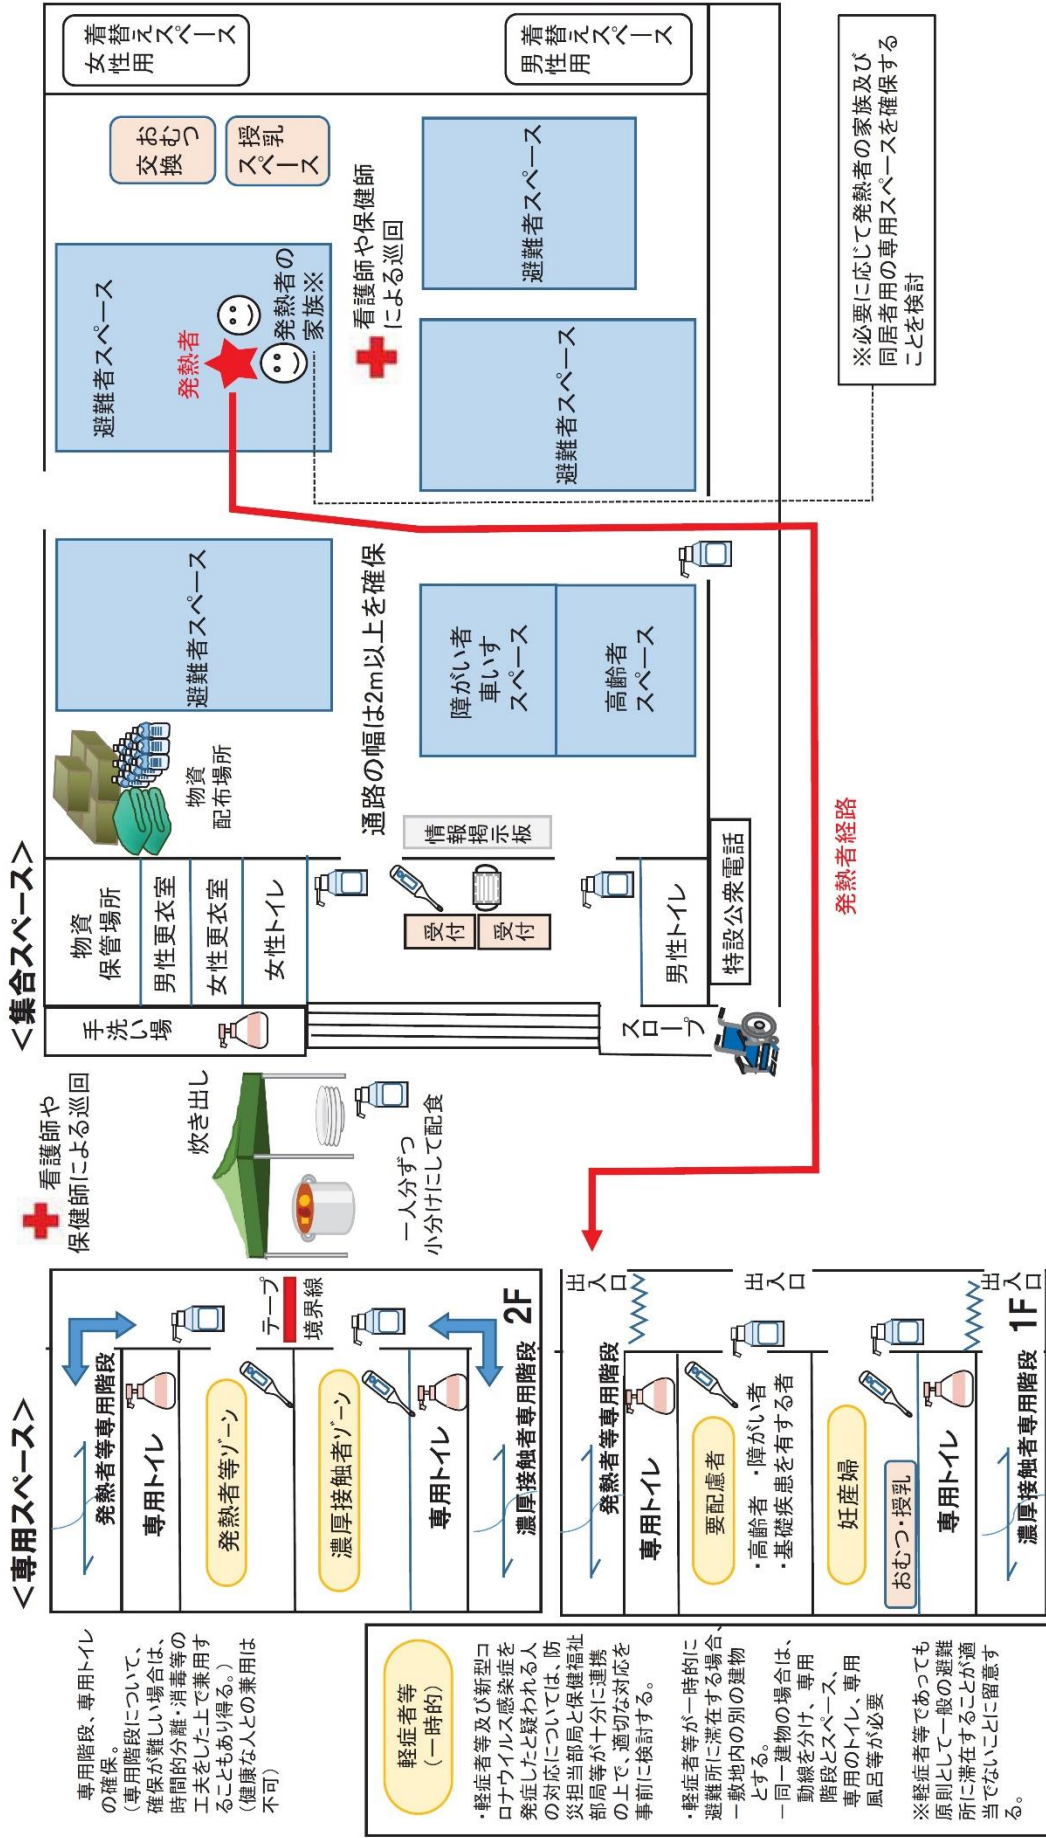 <専用スペース>
<集合スペース>
専用階段、専用トイレ
の確保。
(専用階段について、
確保が難しい場合は、
時間的分離・消毒等の
工夫をした上で兼用す
ることもあり得る。)
(健康な人との兼用は
不可)
発熱者等専用階段
専用トイレ
発熱者等ゾーン
濃厚接触者ゾーン
専用トイレ
濃厚接触者専用階段
テープ
境界線
2F
看護師や
保健師による巡回
炊き出し
一人分ずつ
小分けにして配食
手洗い場
スロープ
物資
保管場所
男性更衣室
女性更衣室
女性トイレ
受付
受付
男性トイレ
特設公衆電話
情報掲示板
物資
配布場所
通路の幅は2m以上を確保
避難者スペース
障がい者
車いす
スペース
高齢者
スペース
避難者スペース
発熱者
発熱者の
家族※
看護師や保健師
による巡回
避難者スペース
避難者スペース
おむつ
交換
授乳
スペース
女性用
着替えスペース
男性用
着替えスペース
発熱者経路
※必要に応じて発熱者の家族及び
同居者用の専用スペースを確保する
ことを検討
軽症者等
(一時的)
・軽症者等及び新型コ
ロナウイルス感染症を
発症したと疑われる人
の対応については、防
災担当部局と保健福祉
部局等が十分に連携
の上で、適切な対応を
事前に検討する。
・軽症者等が一時的に
避難所に滞在する場合、
ー敷地内の別の建物
とする。
ー同一建物の場合は、
動線を分け、専用
階段とスペース、
専用のトイレ、専用
風呂等が必要
※軽症者等であっても
原則として一般の避難
所に滞在することが適
当でないことに留意す
る。
発熱者等専用階段
出入口
専用トイレ
要配慮者
・高齢者 ・障がい者
・基礎疾患を有する者
出入口
妊産婦
おむつ・授乳
専用トイレ
濃厚接触者専用階段
出入口
1F